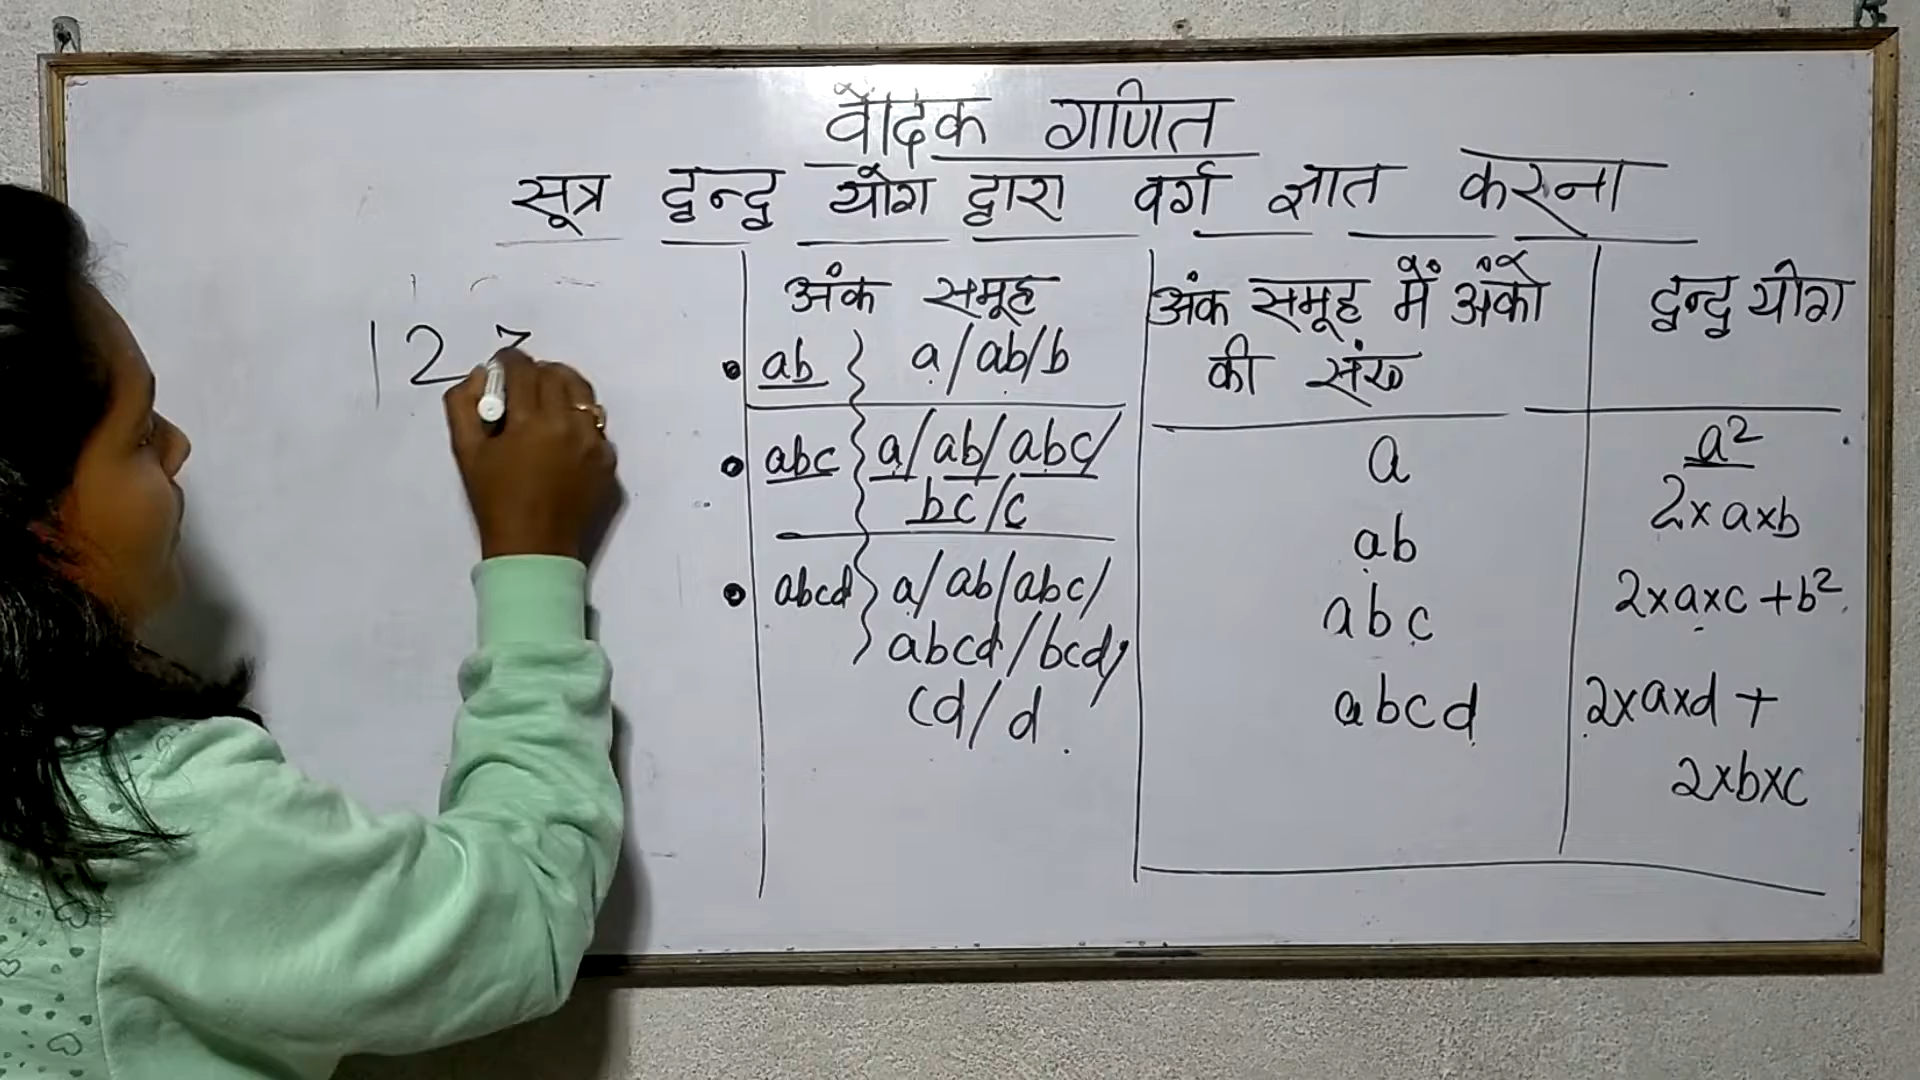 वैदिक गणित
सूत्र द्वन्द्व योग द्वारा वर्ग ज्ञात करना
12
अंक समूह
• ab } a/ab/b
• abc } a/ab/abc/
bc/c
• abcd } a/ab/abc/
abcd/bcd/
cd/d.
अंक समूह में अंकों
की संख
a
ab
abc
abcd
द्वन्द्व योग
a²
2×a×b
2×a×c+b²
2×a×d+
2×b×c